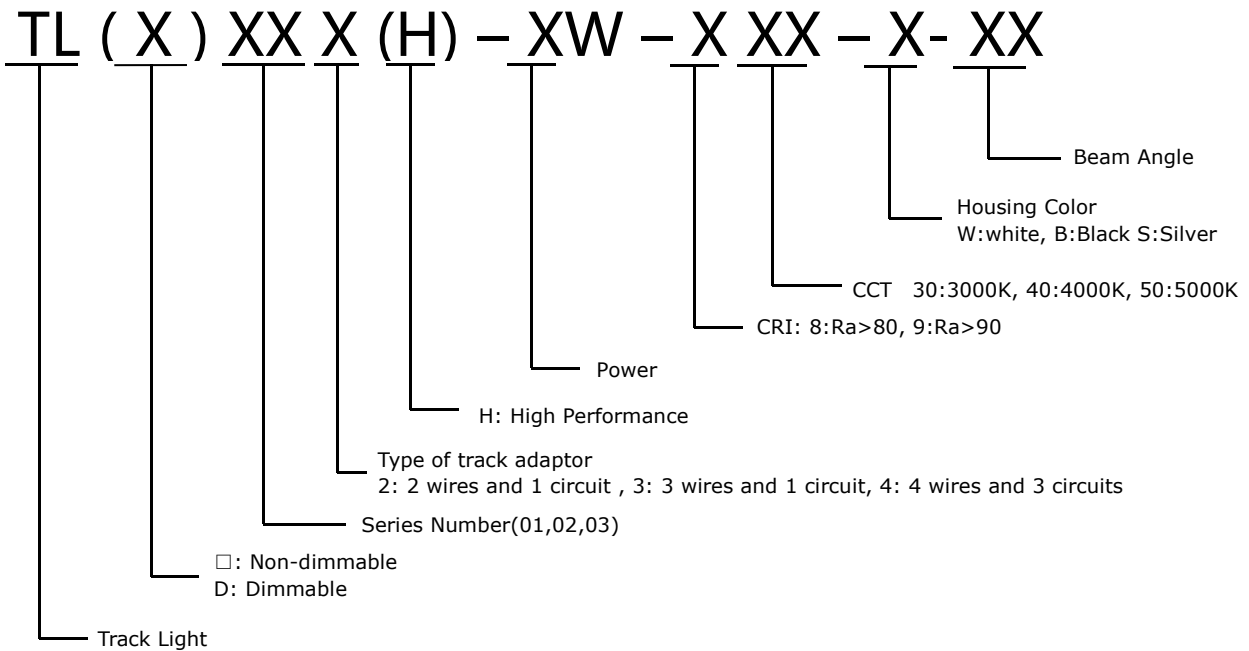 TL (X) XX X (H) – XW – X XX – X- XX
Beam Angle
Housing Color
W:white, B:Black S:Silver
CCT 30:3000K, 40:4000K, 50:5000K
CRI: 8:Ra>80, 9:Ra>90
Power
H: High Performance
Type of track adaptor
2: 2 wires and 1 circuit , 3: 3 wires and 1 circuit, 4: 4 wires and 3 circuits
Series Number(01,02,03)
□: Non-dimmable
D: Dimmable
Track Light